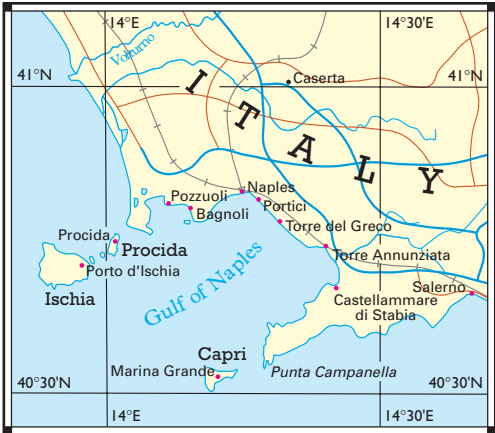 14°E
14°30'E
Volturno
41°N
41°N
Caserta
ITALY
Naples
Pozzuoli
Portici
Bagnoli
Torre del Greco
Procida
Procida
Torre Annunziata
Porto d'Ischia
Gulf of Naples
Ischia
Salerno
Castellammare
di Stabia
Capri
Marina Grande
Punta Campanella
40°30'N
40°30'N
14°E
14°30'E